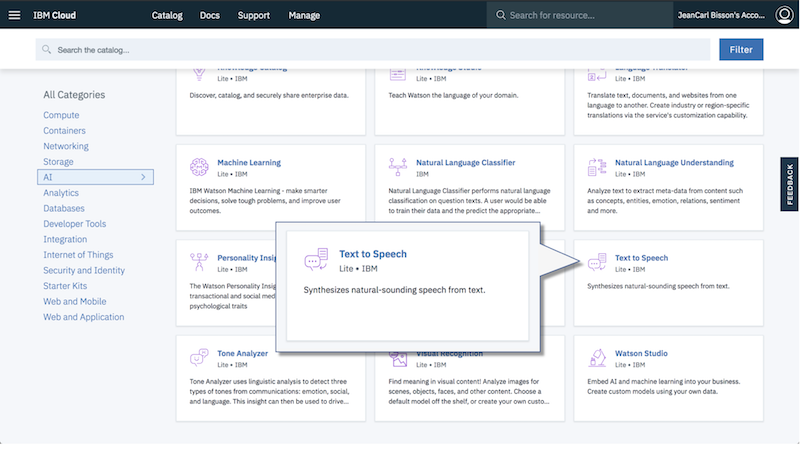 IBM Cloud
Catalog
Docs
Support
Manage
Search for resource...
JeanCarl Bisson's Acco...
Search the catalog...
Filter
All Categories
Compute
Containers
Networking
Storage
AI
Analytics
Databases
Developer Tools
Integration
Internet of Things
Security and Identity
Starter Kits
Web and Mobile
Web and Application
Knowledge Catalog
Lite • IBM
Discover, catalog, and securely share enterprise data.
Knowledge Studio
Lite • IBM
Teach Watson the language of your domain.
Language Translator
Lite • IBM
Translate text, documents, and websites from one
language to another. Create industry or region-specific
translations via the service's customization capability.
Machine Learning
Lite • IBM
IBM Watson Machine Learning - make smarter
decisions, solve tough problems, and improve user
outcomes.
Natural Language Classifier
IBM
Natural Language Classifier performs natural language
classification on question texts. A user would be able
to train their data and the predict the appropriate...
Natural Language Understanding
Lite • IBM
Analyze text to extract meta-data from content such
as concepts, entities, emotion, relations, sentiment
and more.
Personality Insig
Lite • IBM
The Watson Personality Insig
transactional and social med
psychological traits
Text to Speech
Lite • IBM
Synthesizes natural-sounding speech from text.
Text to Speech
Lite • IBM
Synthesizes natural-sounding speech from text.
Tone Analyzer
Lite • IBM
Tone Analyzer uses linguistic analysis to detect three
types of tones from communications: emotion, social,
and language. This insight can then be used to drive...
Visual Recognition
Lite • IBM
Find meaning in visual content! Analyze images for
scenes, objects, faces, and other content. Choose a
default model off the shelf, or create your own custo...
Watson Studio
Lite • IBM
Embed AI and machine learning into your business.
Create custom models using your own data.
FEEDBACK